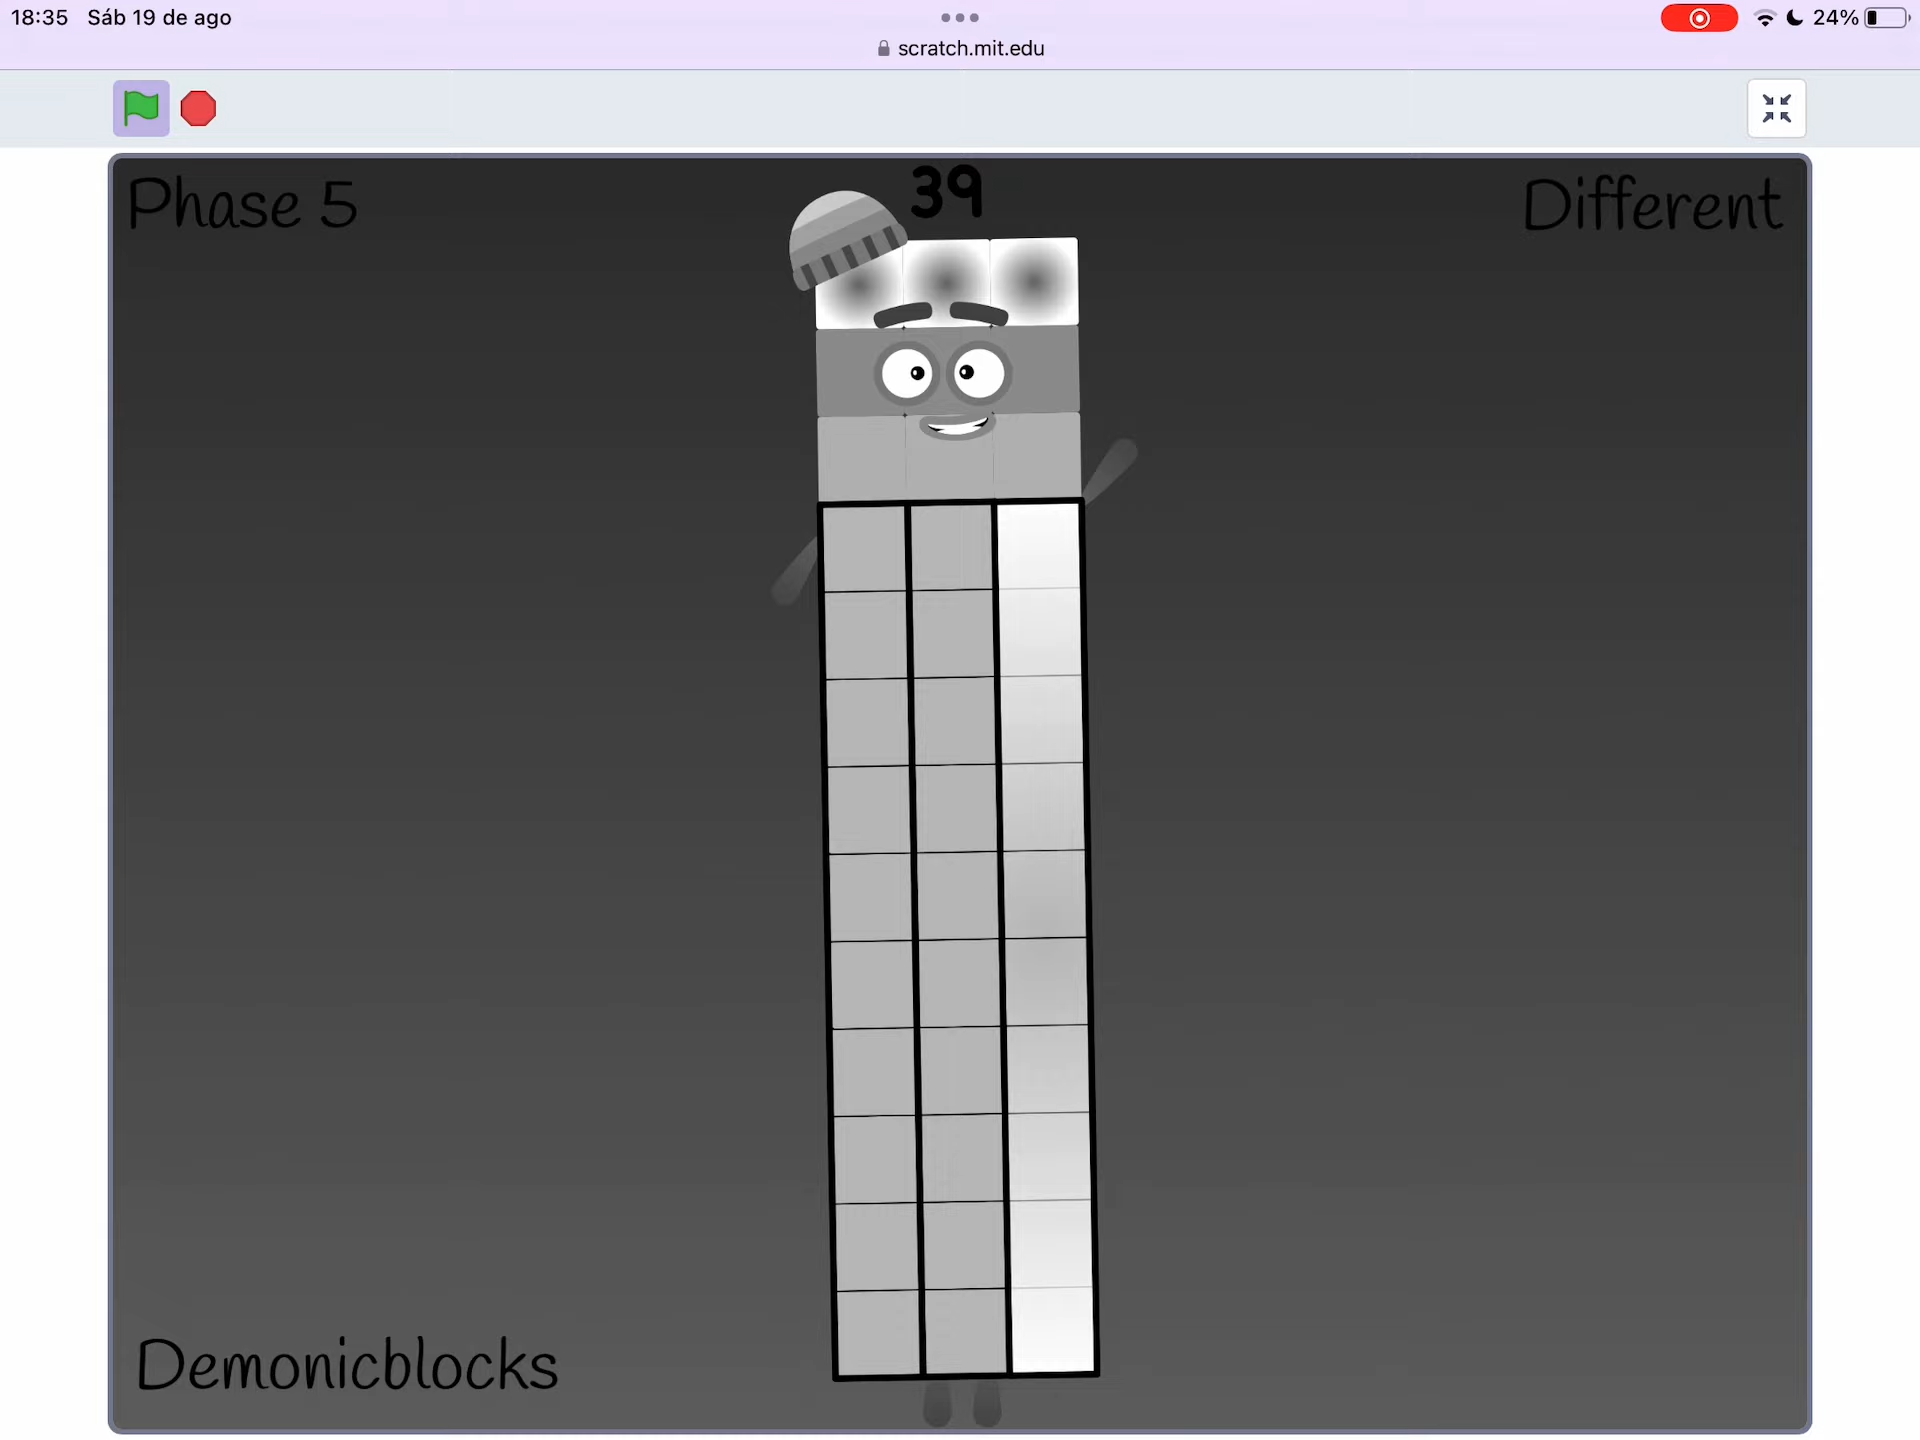 18:35 Sáb 19 de ago
24%
scratch.mit.edu
Phase 5
39
Different
Demonicblocks